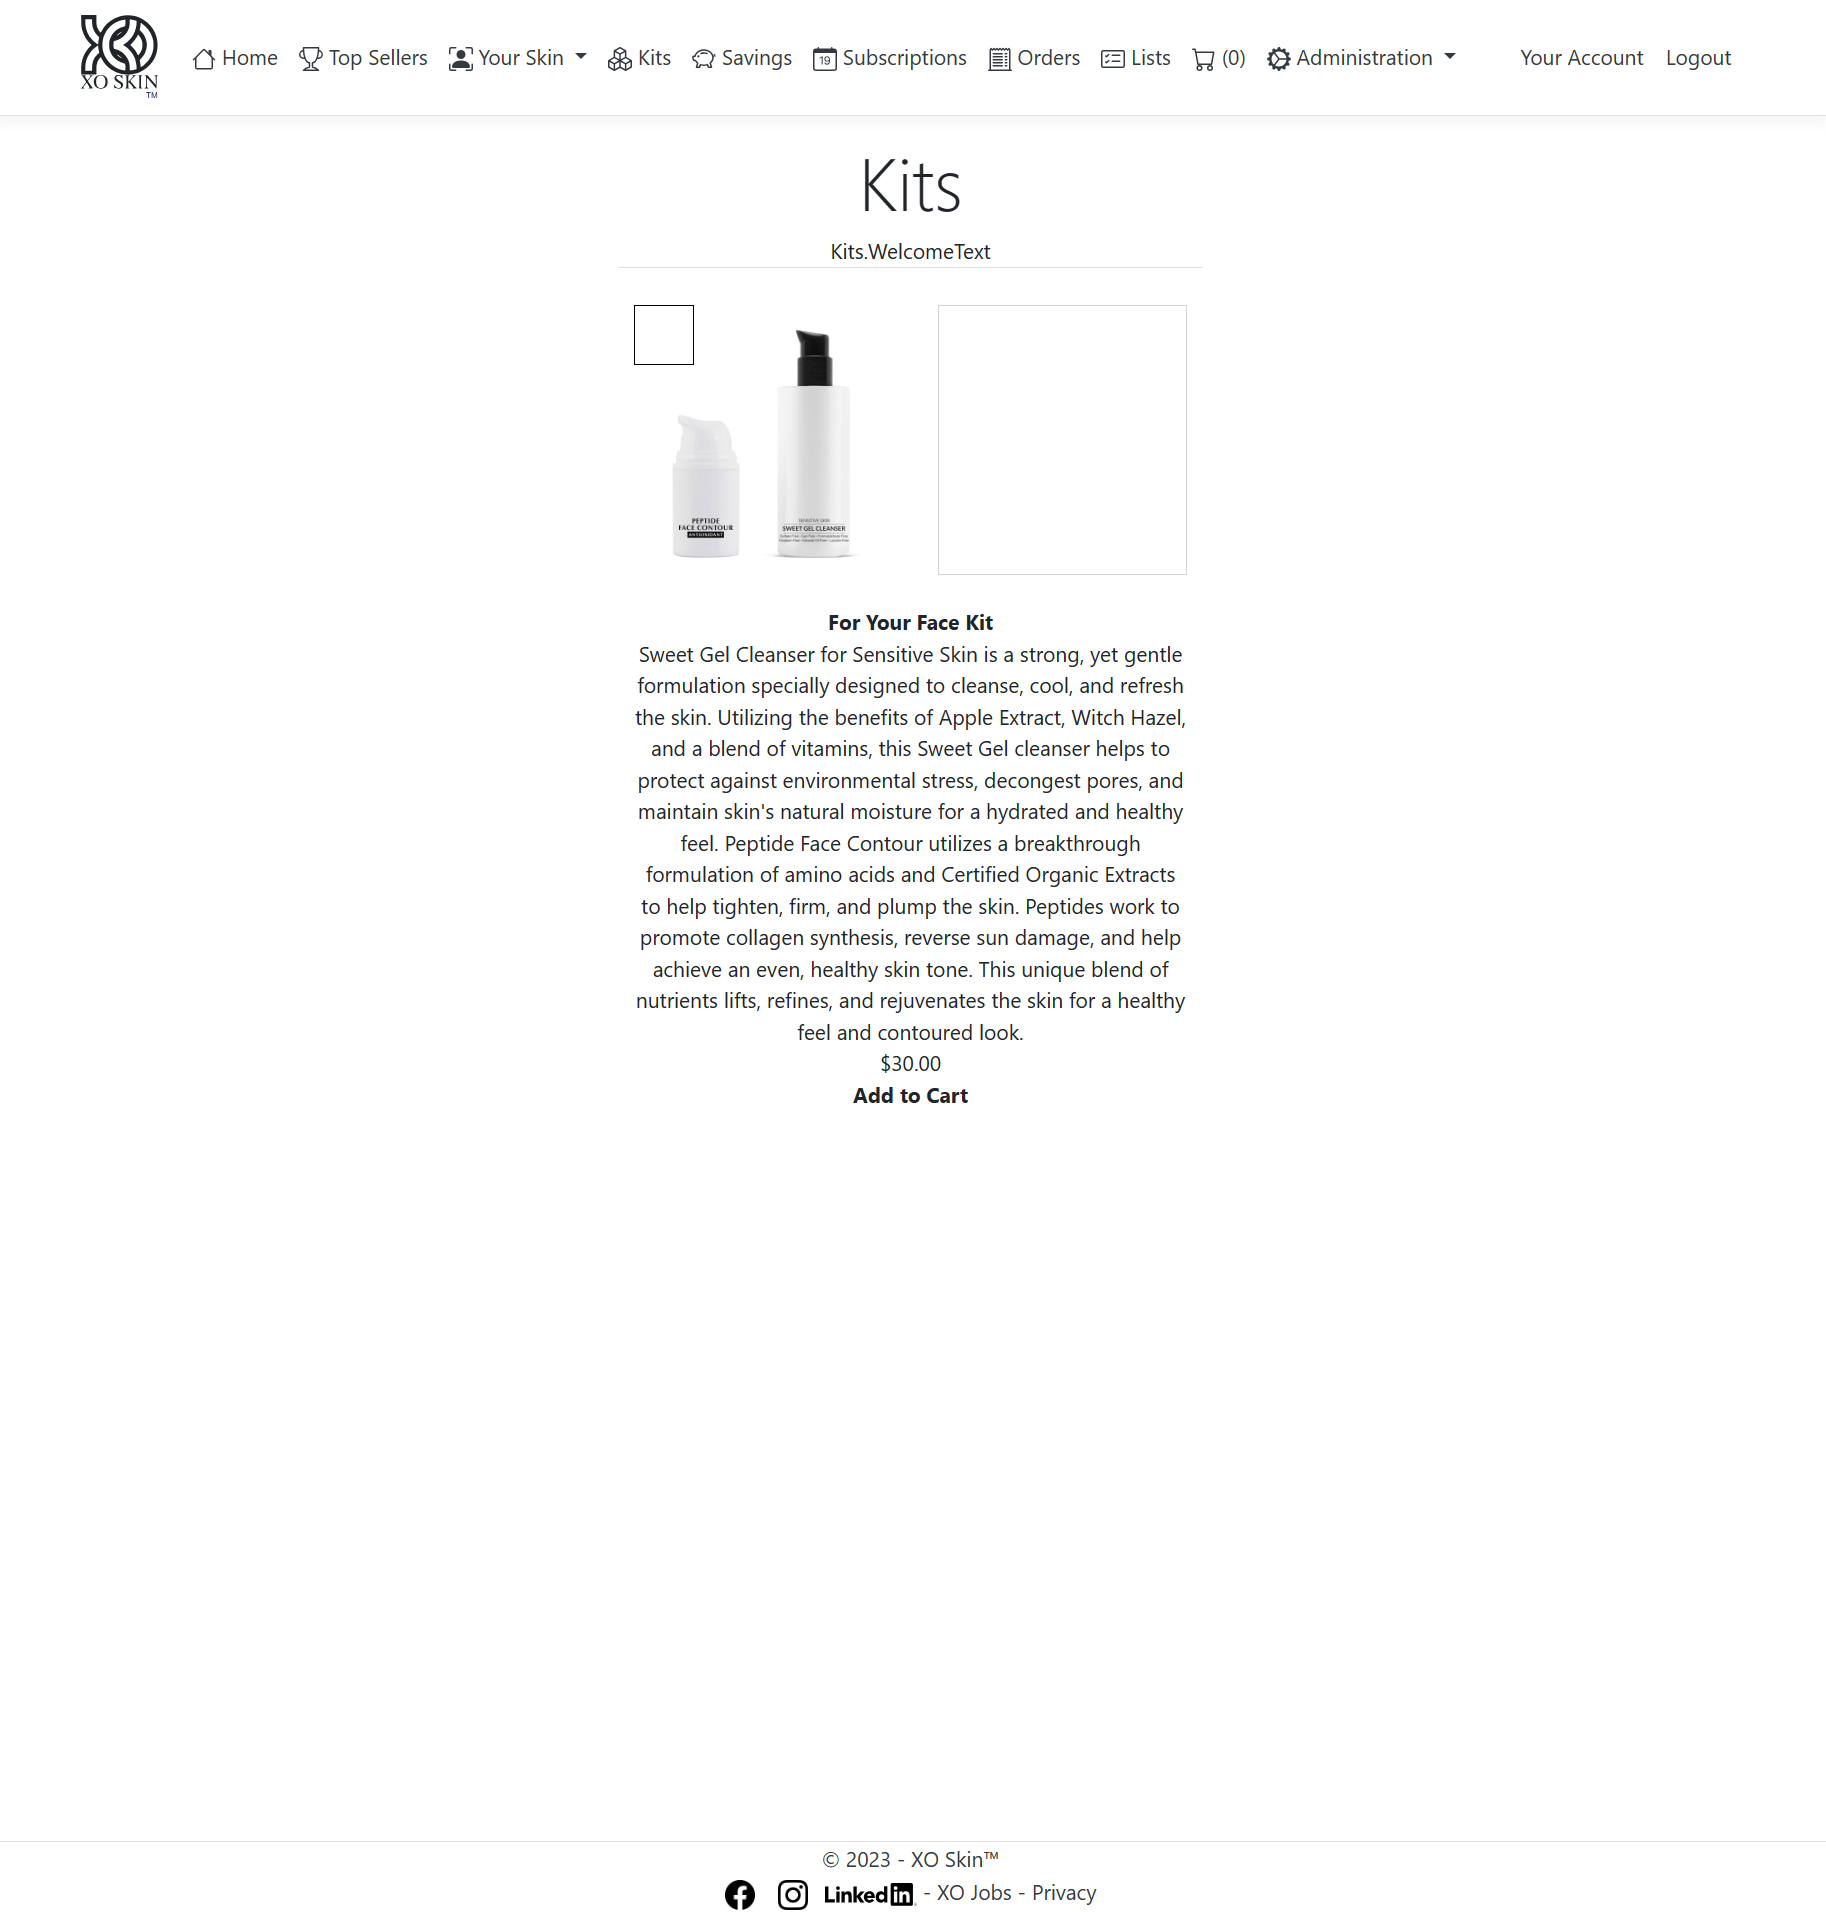 XO SKIN
TM
Home Top Sellers Your Skin Kits Savings 19 Subscriptions Orders Lists (0) Administration Your Account Logout
Kits
Kits.WelcomeText
PEPTIDE
FACE CONTOUR
ANTIOXIDANT
SENSITIVE SKIN
SWEET GEL CLEANSER
For Your Face Kit
Sweet Gel Cleanser for Sensitive Skin is a strong, yet gentle
formulation specially designed to cleanse, cool, and refresh
the skin. Utilizing the benefits of Apple Extract, Witch Hazel,
and a blend of vitamins, this Sweet Gel cleanser helps to
protect against environmental stress, decongest pores, and
maintain skin's natural moisture for a hydrated and healthy
feel. Peptide Face Contour utilizes a breakthrough
formulation of amino acids and Certified Organic Extracts
to help tighten, firm, and plump the skin. Peptides work to
promote collagen synthesis, reverse sun damage, and help
achieve an even, healthy skin tone. This unique blend of
nutrients lifts, refines, and rejuvenates the skin for a healthy
feel and contoured look.
$30.00
Add to Cart
© 2023 - XO Skin™
LinkedIn - XO Jobs - Privacy